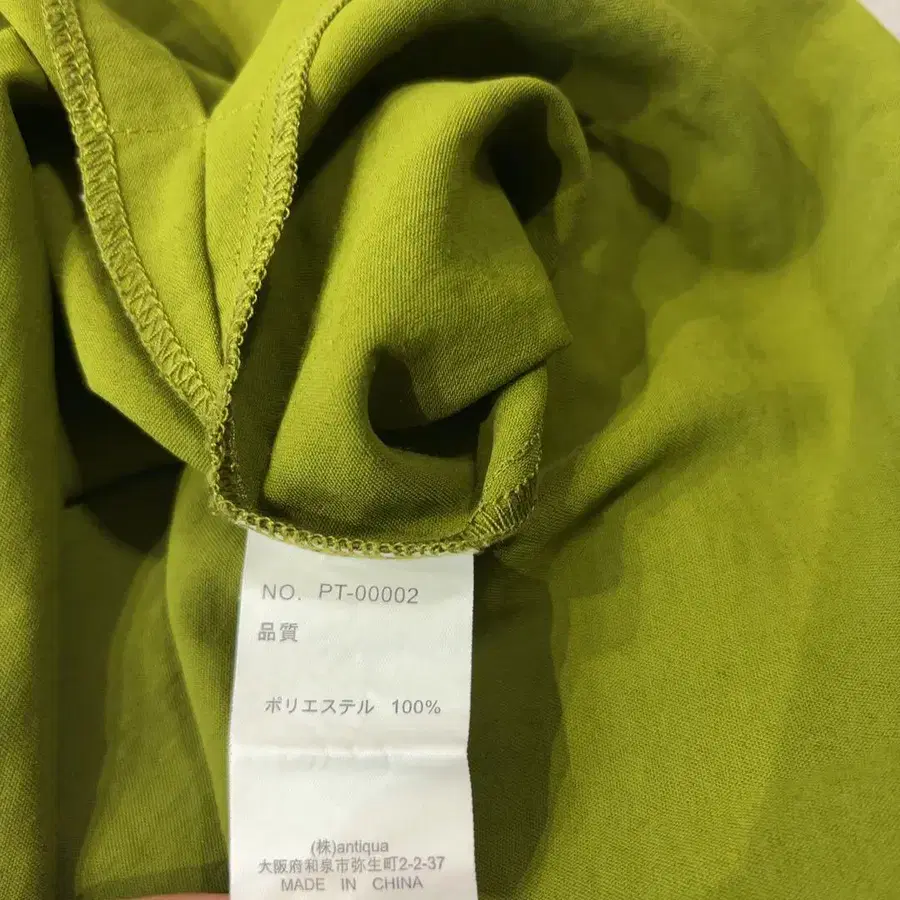 NO. PT-00002
品質
ポリエステル 100%
(株)antiqua
大阪府和泉市弥生町2-2-37
MADE IN CHINA